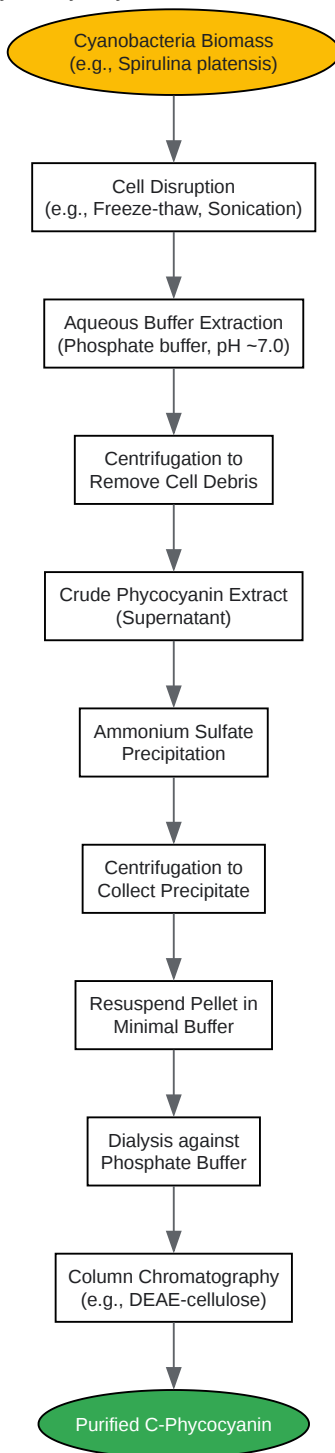 Cyanobacteria Biomass
(e.g., Spirulina platensis)
Cell Disruption
(e.g., Freeze-thaw, Sonication)
Aqueous Buffer Extraction
(Phosphate buffer, pH ~7.0)
Centrifugation to
Remove Cell Debris
Crude Phycocyanin Extract
(Supernatant)
Ammonium Sulfate
Precipitation
Centrifugation to
Collect Precipitate
Resuspend Pellet in
Minimal Buffer
Dialysis against
Phosphate Buffer
Column Chromatography
(e.g., DEAE-cellulose)
Purified C-Phycocyanin